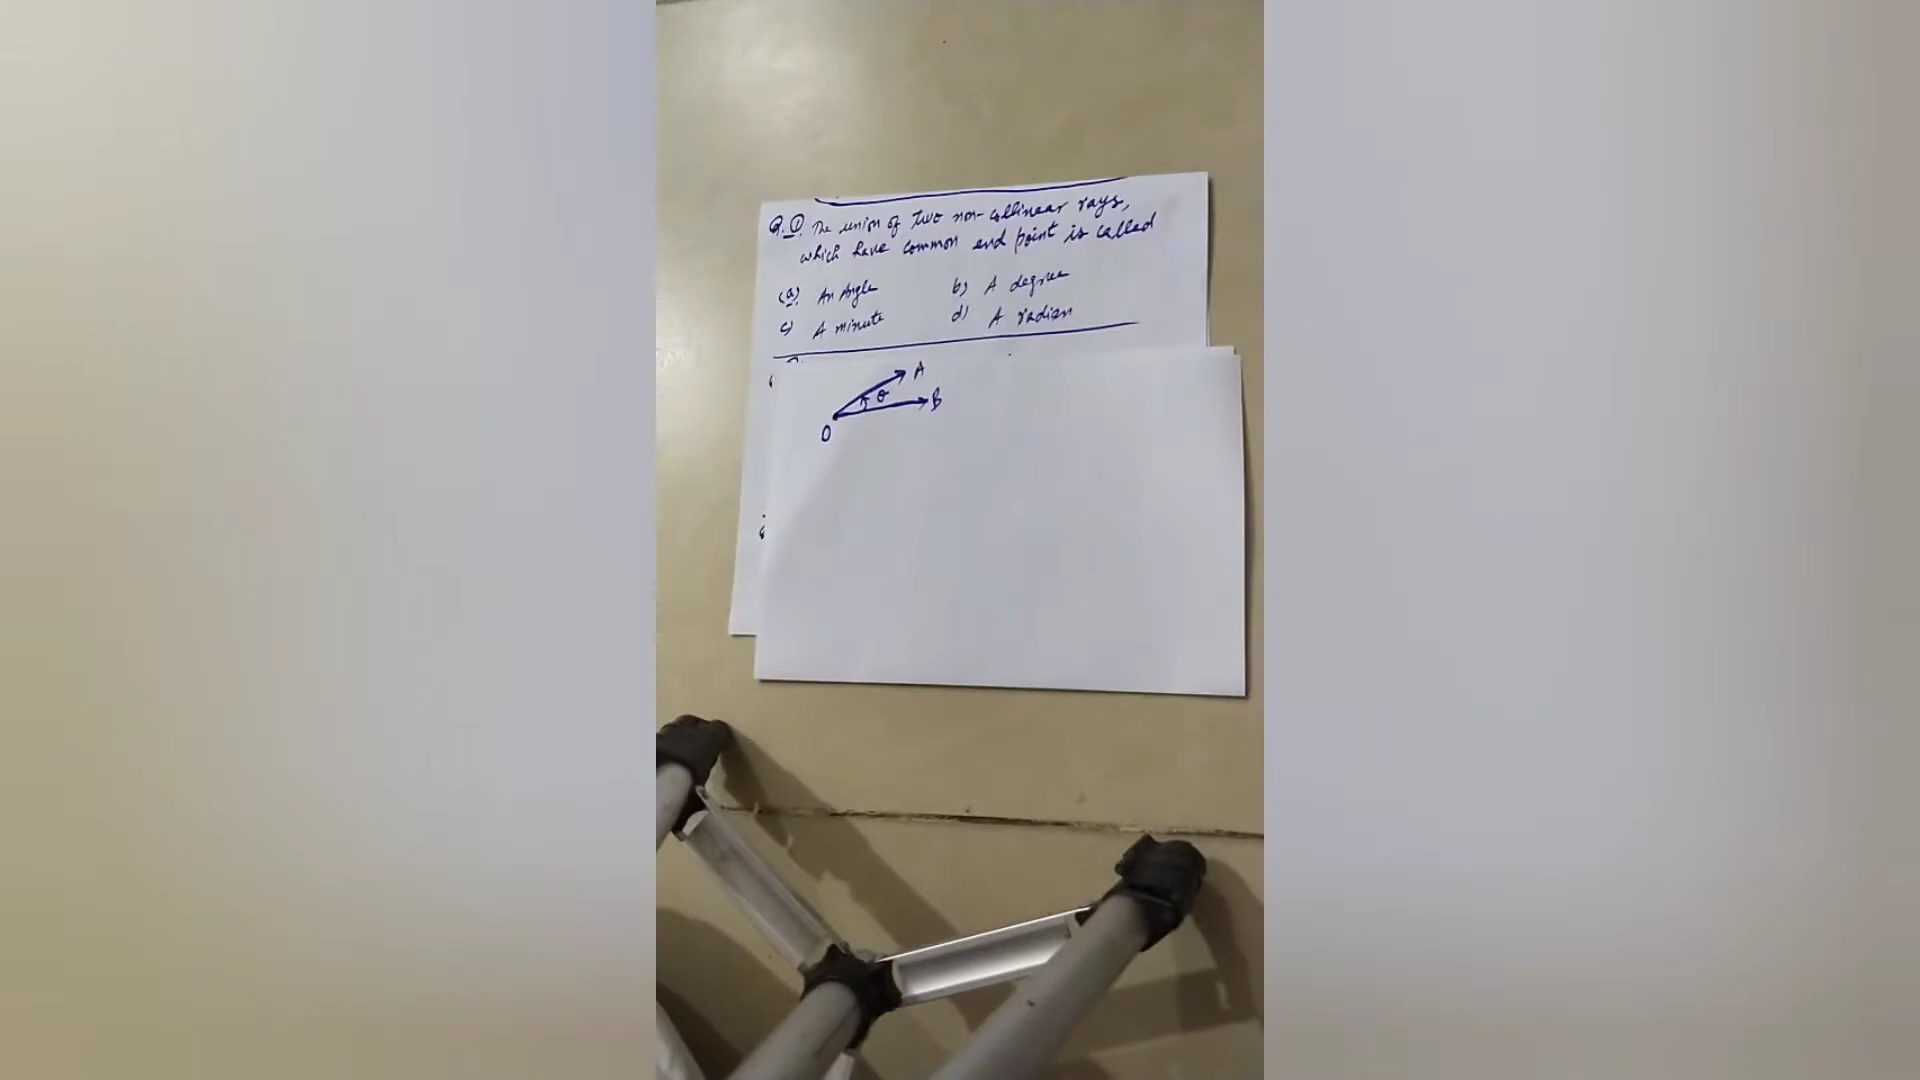 Q.①. The union of two non-collinear rays,
which have common end point is called
(a). An Angle b) A degree
c) A minute d) A radian
A
θ
B
O